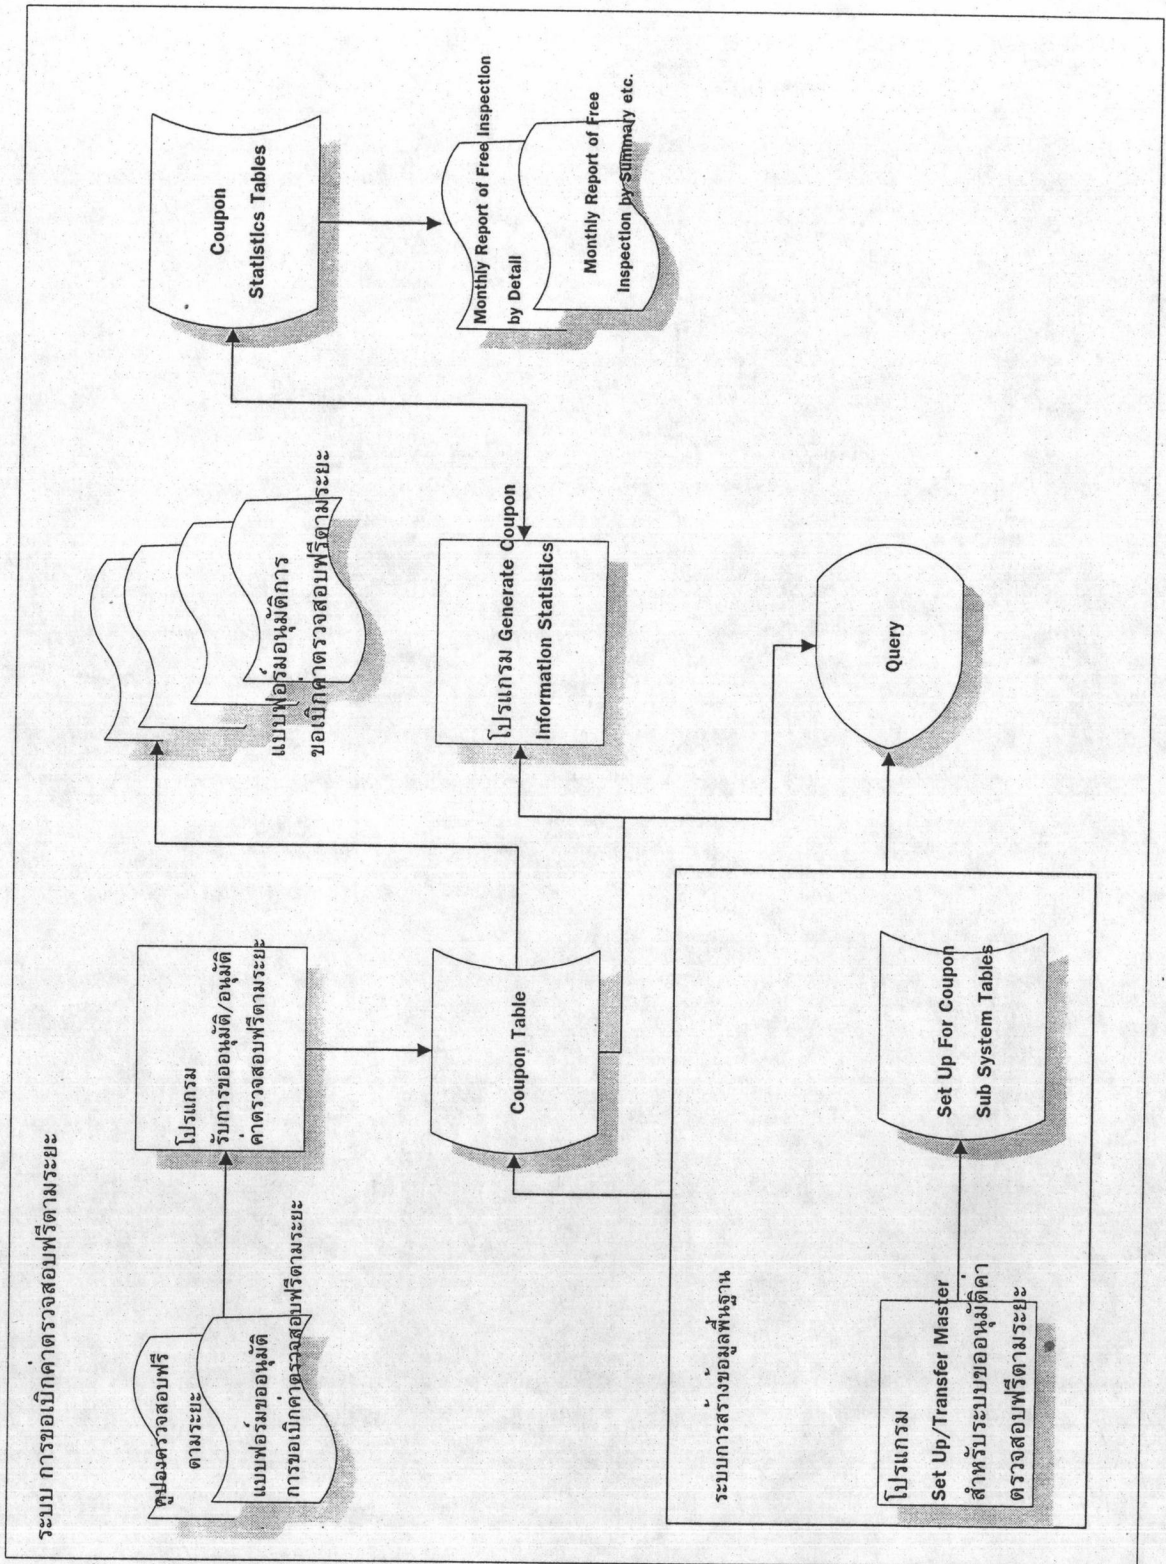 ระบบ การขอเบิกค่าตรวจสอบฟรีตามระยะ
คูปองตรวจสอบฟรี
ตามระยะ
แบบฟอร์มขออนุมัติ
การขอเบิกค่าตรวจสอบฟรีตามระยะ
โปรแกรม
รับการขออนุมัติ/อนุมัติ
ค่าตรวจสอบฟรีตามระยะ
แบบฟอร์มอนุมัติการ
ขอเบิกค่าตรวจสอบฟรีตามระยะ
Coupon
Statistics Tables
Coupon Table
โปรแกรม Generate Coupon
Information Statistics
Monthly Report of Free Inspection
by Detail
Monthly Report of Free
Inspection by Summary etc.
ระบบการสร้างข้อมูลพื้นฐาน
โปรแกรม
Set Up/Transfer Master
สำหรับระบบขออนุมัติค่า
ตรวจสอบฟรีตามระยะ
Set Up For Coupon
Sub System Tables
Query